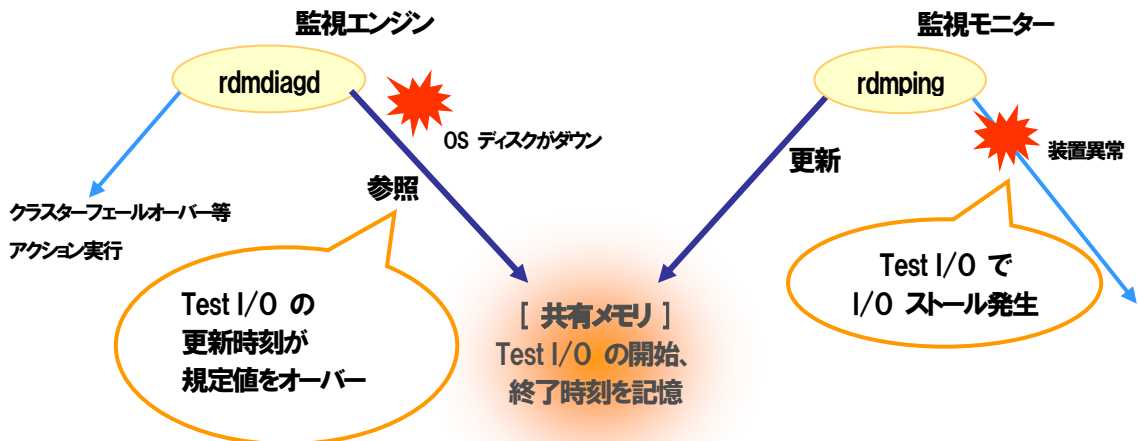 監視エンジン
監視モニター
rdmdiagd
rdmping
OS ディスクがダウン
装置異常
更新
参照
クラスターフェールオーバー等
アクション実行
Test I/O の
更新時刻が
規定値をオーバー
[ 共有メモリ ]
Test I/O の開始、
終了時刻を記憶
Test I/O で
I/O ストール発生